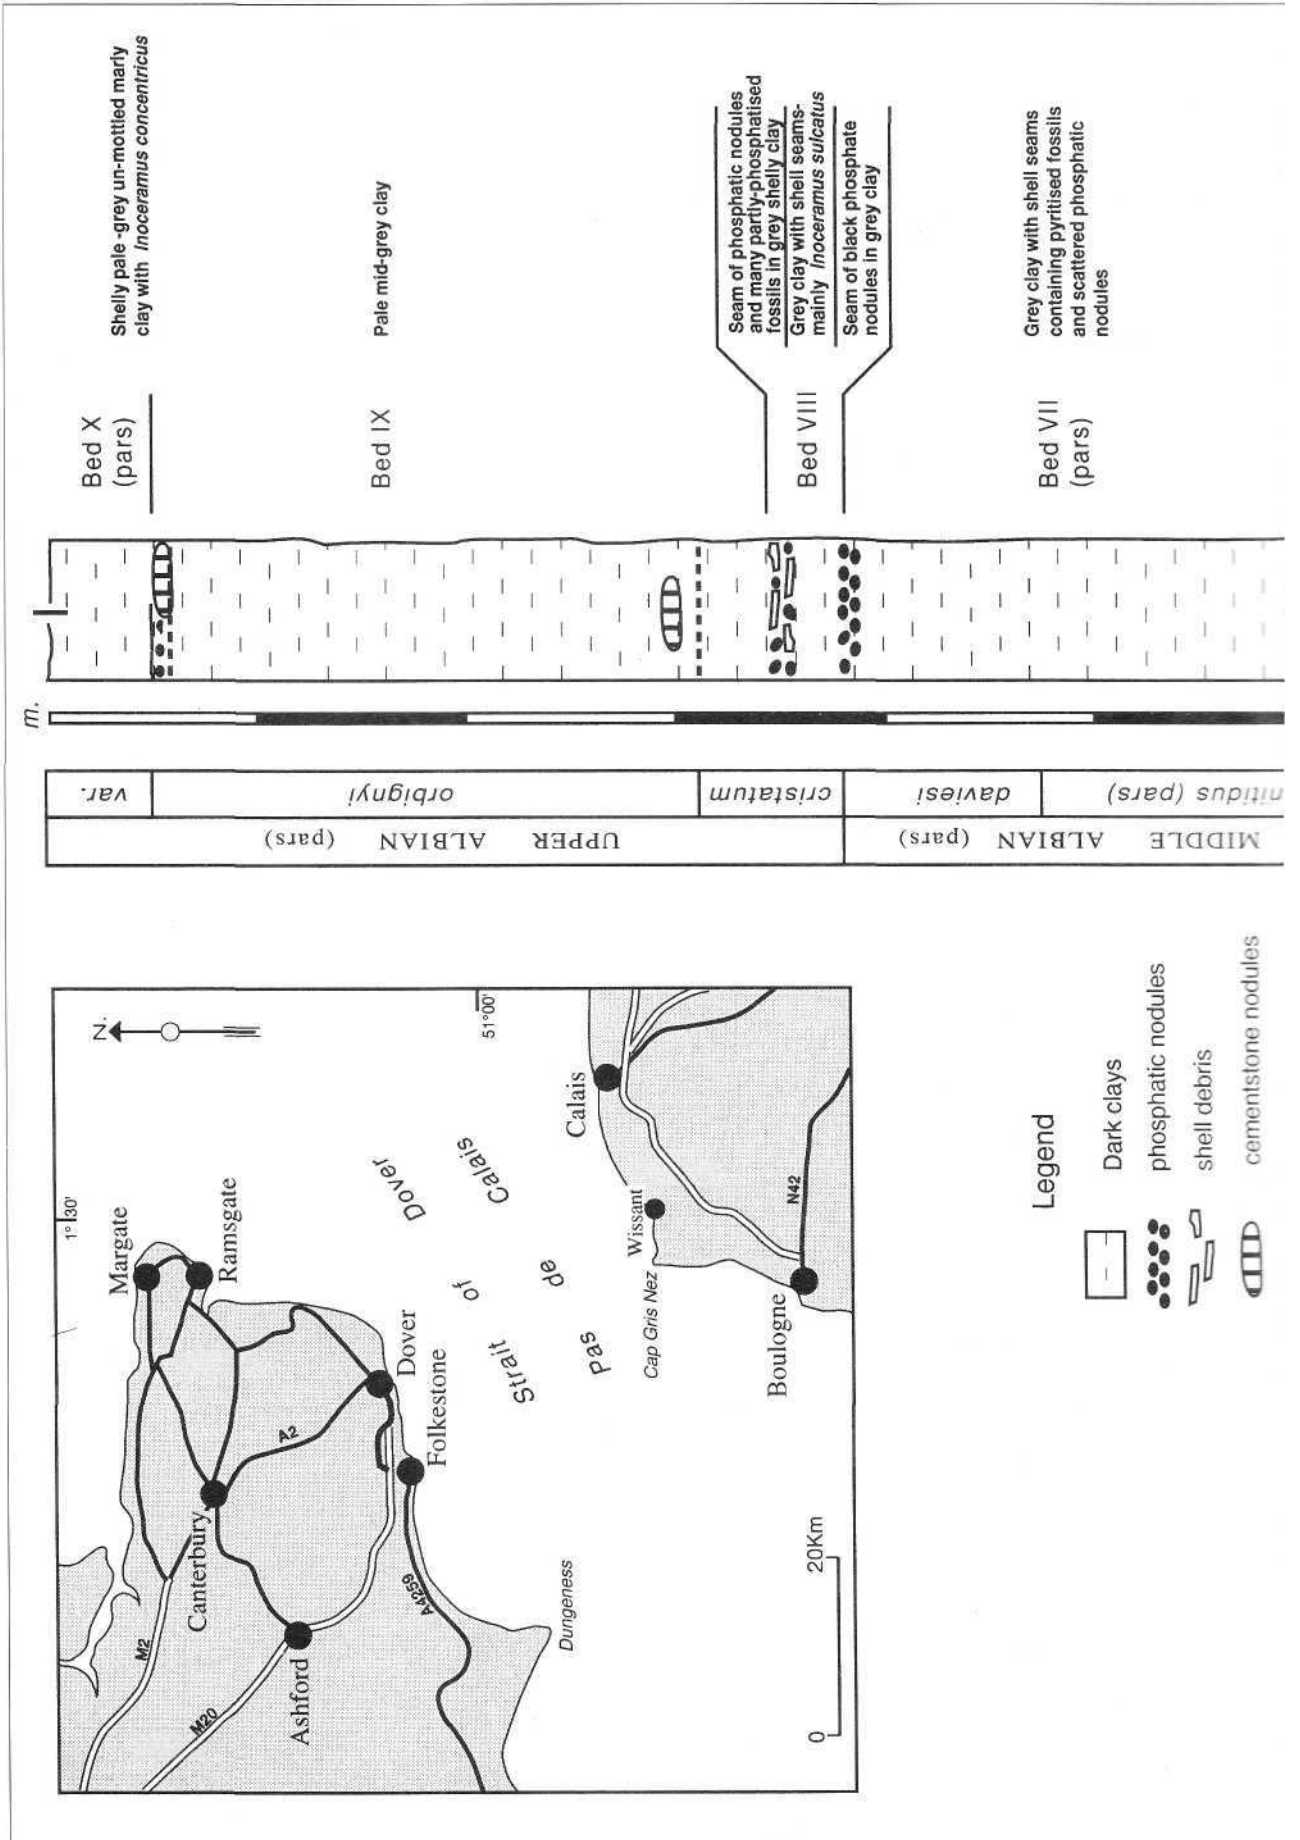 Margate
Ramsgate
Canterbury
Ashford
Dover
Folkestone
Dungeness
M2
M20
A2
A4259
1°30'
N.
51°00'
Strait of Dover
Pas de Calais
Calais
Wissant
Cap Gris Nez
Boulogne
N42
0 20Km
Legend
Dark clays
phosphatic nodules
shell debris
cementstone nodules
UPPER ALBIAN (pars)
MIDDLE ALBIAN (pars)
var.
orbignyi
cristatum
daviesi
nitidus (pars)
m.
Bed X
(pars)
Shelly pale -grey un-mottled marly
clay with Inoceramus concentricus
Bed IX
Pale mid-grey clay
Bed VIII
Seam of phosphatic nodules
and many partly-phosphatised
fossils in grey shelly clay
Grey clay with shell seams-
mainly Inoceramus sulcatus
Seam of black phosphate
nodules in grey clay
Bed VII
(pars)
Grey clay with shell seams
containing pyritised fossils
and scattered phosphatic
nodules